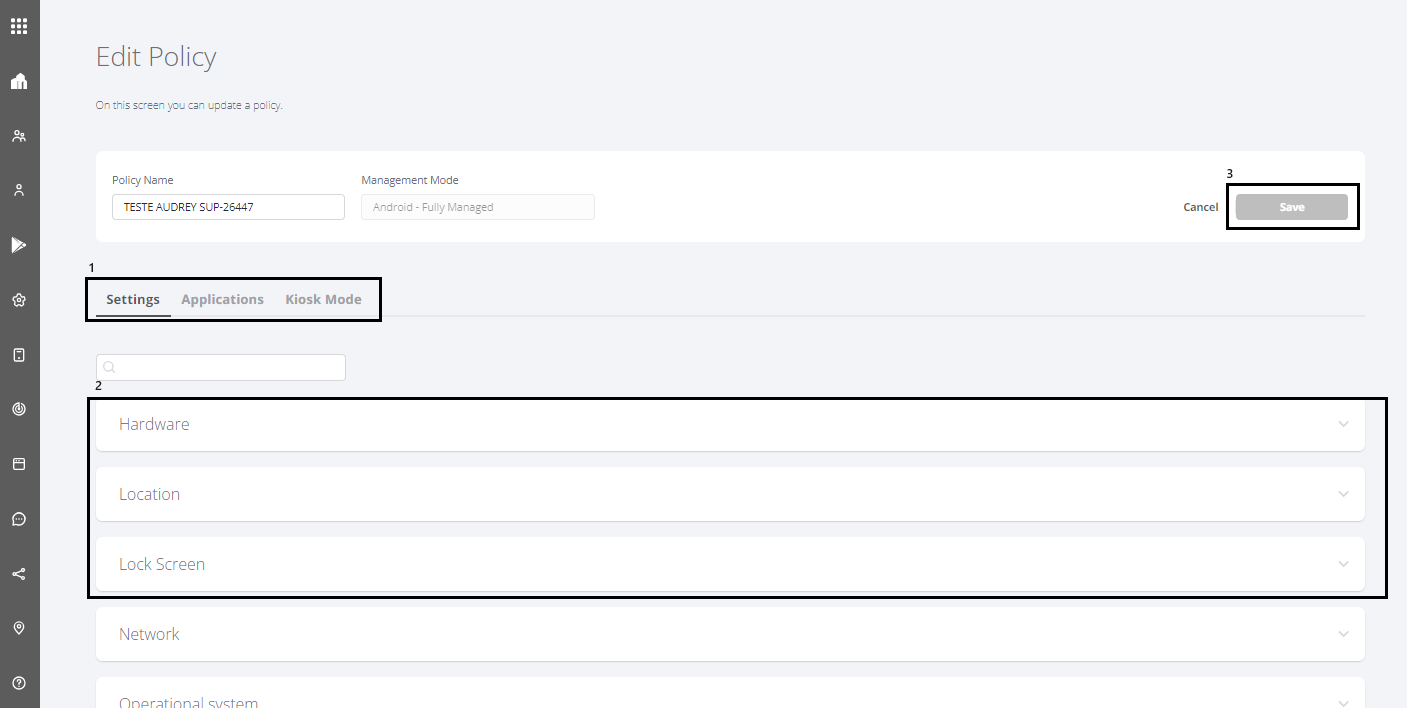 Edit Policy
On this screen you can update a policy.
Policy Name
Management Mode
TESTE AUDREY SUP-26447
Android - Fully Managed
Cancel
3
Save
1
Settings Applications Kiosk Mode
2
Hardware
Location
Lock Screen
Network
Operational system